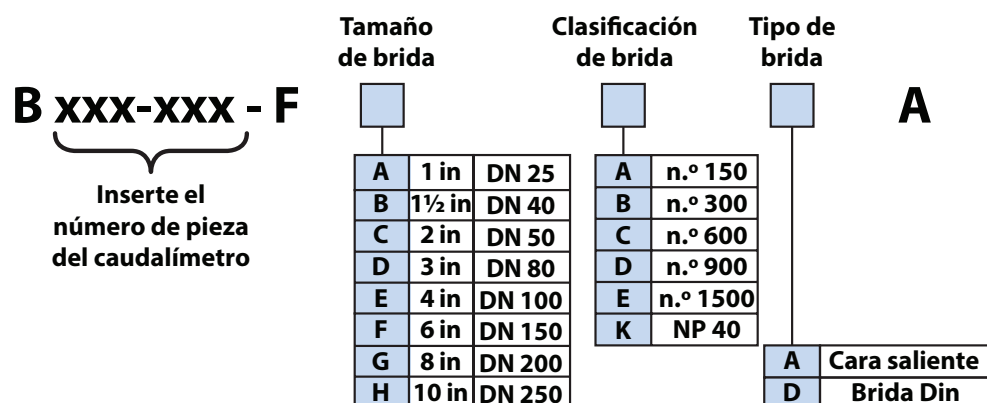 Tamaño
de brida
Clasificación
de brida
Tipo de
brida
B xxx-xxx - F
A
Inserte el
número de pieza
del caudalímetro
A 1 in DN 25
B 1½ in DN 40
C 2 in DN 50
D 3 in DN 80
E 4 in DN 100
F 6 in DN 150
G 8 in DN 200
H 10 in DN 250
A n.º 150
B n.º 300
C n.º 600
D n.º 900
E n.º 1500
K NP 40
A Cara saliente
D Brida Din